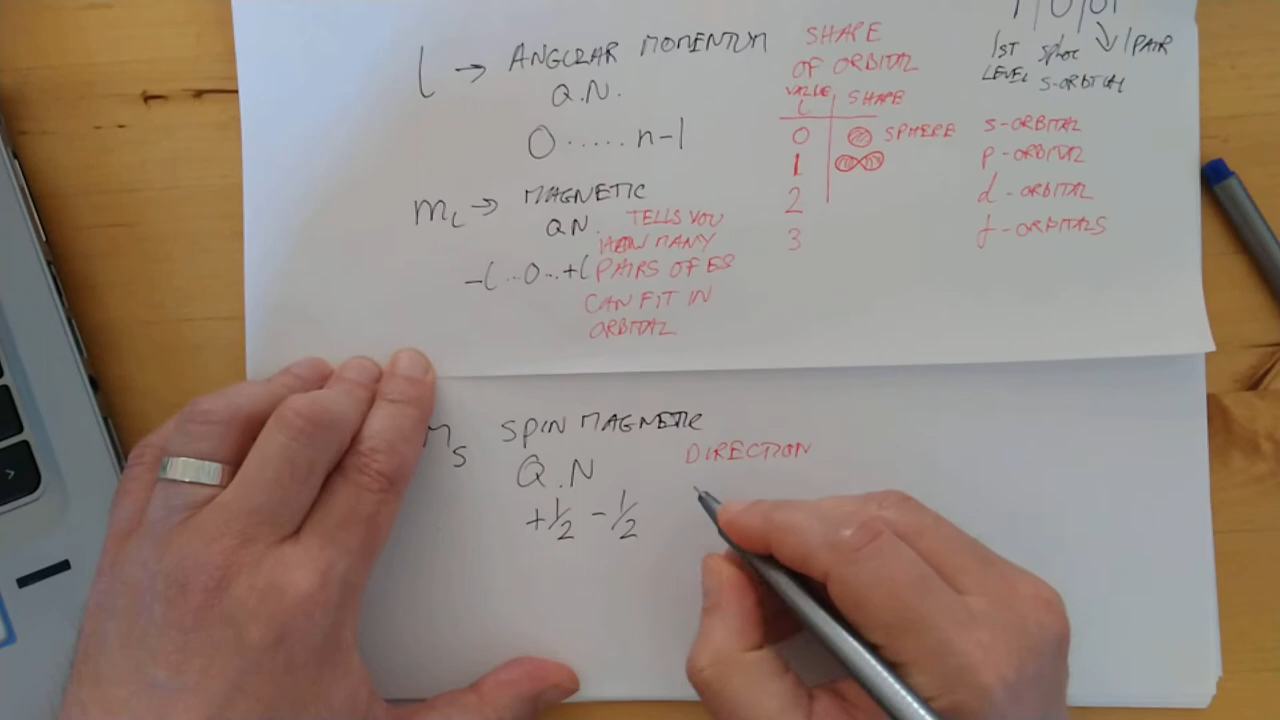 l → ANGULAR MOMENTUM
Q.N.
0.....n-1
mL → MAGNETIC
Q.N.
-l...0...+l
TELLS YOU
HOW MANY
PAIRS OF ES
CAN FIT IN
ORBITAL
SHAPE
OF ORBITAL
VALUE SHAPE
L
0 SPHERE s-ORBITAL
1 p-ORBITAL
2 d-ORBITAL
3 f-ORBITALS
1ST 1PAIR
LEVEL S-ORBITAL
ms SPIN MAGNETIC
Q.N
+1/2 -1/2
DIRECTION